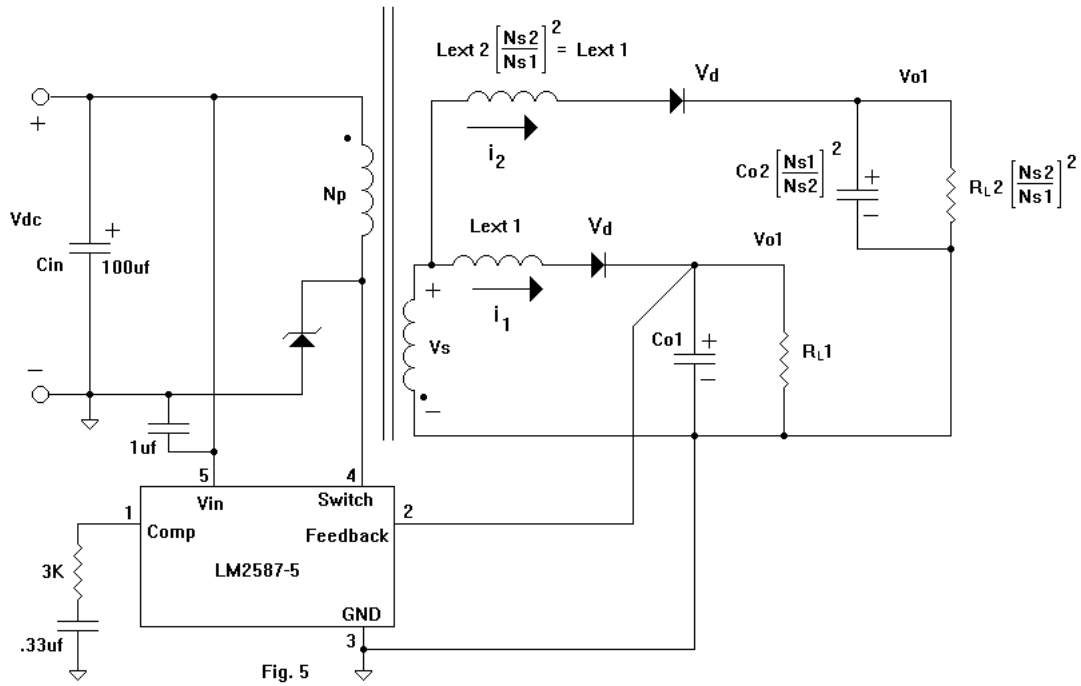 Lext 2 [Ns2/Ns1]² = Lext 1
Vd
Vo1
+
i2
Np
Co2 [Ns1/Ns2]²
+
−
RL2 [Ns2/Ns1]²
Vdc
+
Cin
100uf
Lext 1
Vd
Vo1
+
i1
Vs
Co1
+
−
RL1
−
−
1uf
5
4
Vin
Switch
1
2
Comp
Feedback
3K
LM2587-5
GND
.33uf
3
Fig. 5